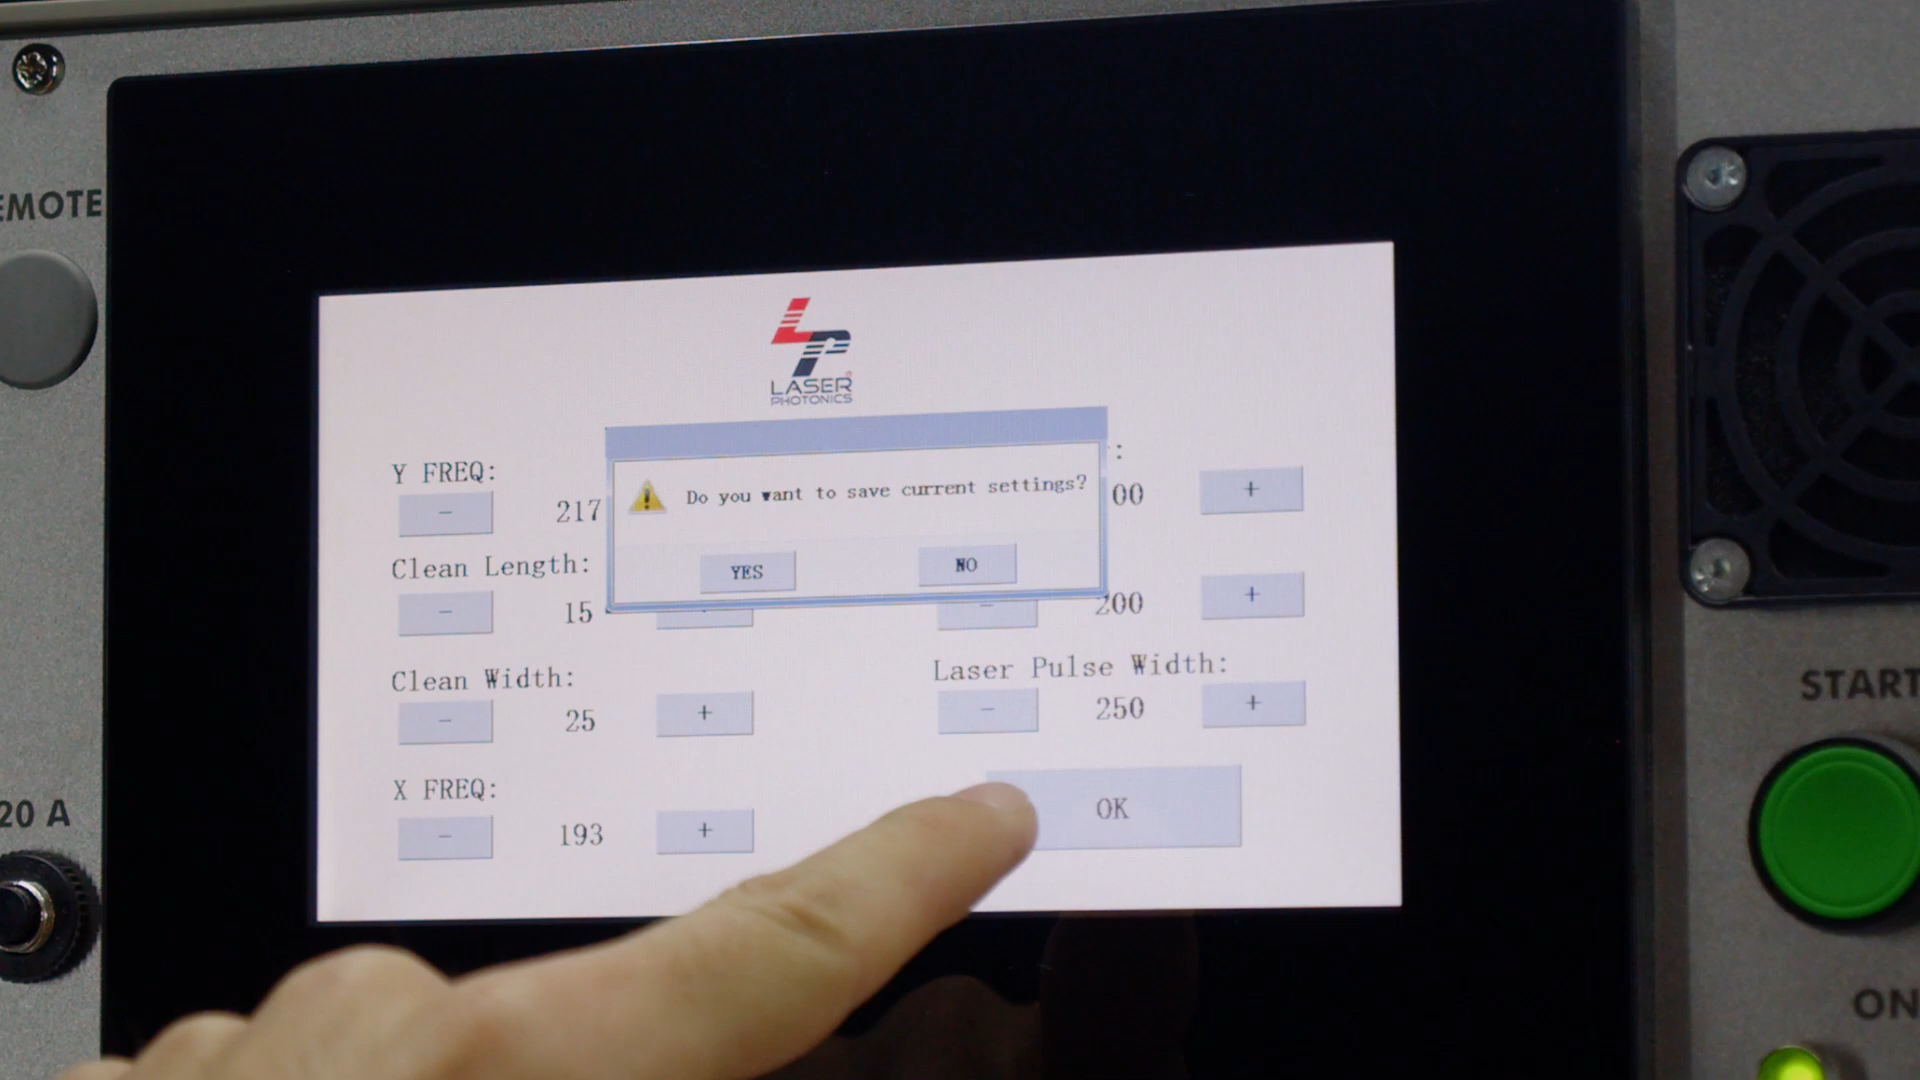 EMOTE
LASER
PHOTONICS
Y FREQ:
:
Do you want to save current settings?
-
217
00
+
YES
NO
Clean Length:
-
15
-
200
+
Clean Width:
Laser Pulse Width:
-
25
+
-
250
+
X FREQ:
-
193
+
OK
20 A
START
ON